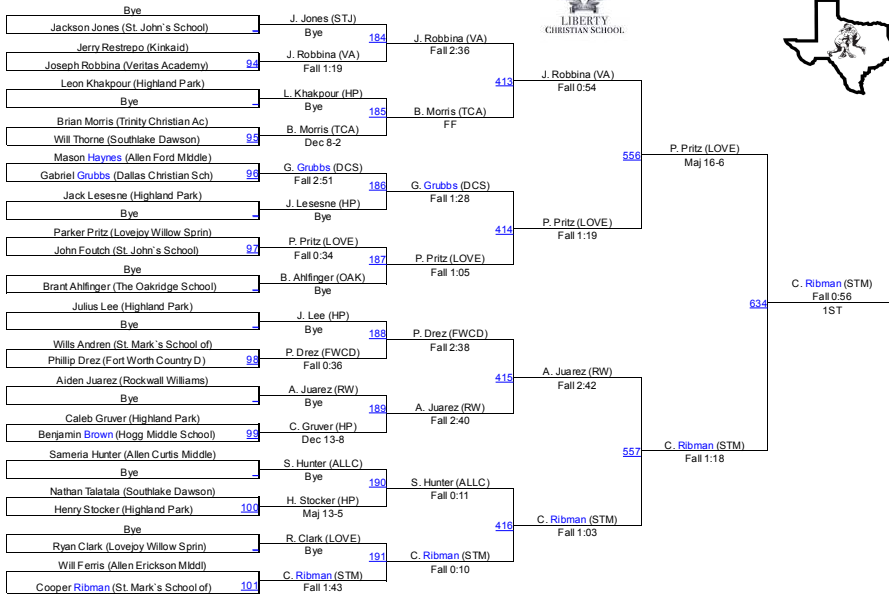 LIBERTY
CHRISTIAN SCHOOL
Bye
Jackson Jones (St. John`s School)
Jerry Restrepo (Kinkaid)
Joseph Robbina (Veritas Academy) 94
Leon Khakpour (Highland Park)
Bye
Brian Morris (Trinity Christian Ac)
Will Thorne (Southlake Dawson) 95
Mason Haynes (Allen Ford MIddle)
Gabriel Grubbs (Dallas Christian Sch) 96
Jack Lesesne (Highland Park)
Bye
Parker Pritz (Lovejoy Willow Sprin)
John Foutch (St. John`s School) 97
Bye
Brant Ahlfinger (The Oakridge School)
Julius Lee (Highland Park)
Bye
Wills Andren (St. Mark`s School of)
Phillip Drez (Fort Worth Country D) 98
Aiden Juarez (Rockwall Williams)
Bye
Caleb Gruver (Highland Park)
Benjamin Brown (Hogg Middle School) 99
Sameria Hunter (Allen Curtis Middle)
Bye
Nathan Talatala (Southlake Dawson)
Henry Stocker (Highland Park) 100
Bye
Ryan Clark (Lovejoy Willow Sprin)
Will Ferris (Allen Erickson MIddl)
Cooper Ribman (St. Mark`s School of) 101
J. Jones (STJ)
Bye
184
J. Robbina (VA)
Fall 1:19
L. Khakpour (HP)
Bye
185
B. Morris (TCA)
Dec 8-2
G. Grubbs (DCS)
Fall 2:51
186
J. Lesesne (HP)
Bye
P. Pritz (LOVE)
Fall 0:34
187
B. Ahlfinger (OAK)
Bye
J. Lee (HP)
Bye
188
P. Drez (FWCD)
Fall 0:36
A. Juarez (RW)
Bye
189
C. Gruver (HP)
Dec 13-8
S. Hunter (ALLC)
Bye
190
H. Stocker (HP)
Maj 13-5
R. Clark (LOVE)
Bye
191
C. Ribman (STM)
Fall 1:43
J. Robbina (VA)
Fall 2:36
413
B. Morris (TCA)
FF
G. Grubbs (DCS)
Fall 1:28
414
P. Pritz (LOVE)
Fall 1:05
P. Drez (FWCD)
Fall 2:38
415
A. Juarez (RW)
Fall 2:40
S. Hunter (ALLC)
Fall 0:11
416
C. Ribman (STM)
Fall 0:10
J. Robbina (VA)
Fall 0:54
556
P. Pritz (LOVE)
Fall 1:19
A. Juarez (RW)
Fall 2:42
557
C. Ribman (STM)
Fall 1:03
P. Pritz (LOVE)
Maj 16-6
634
C. Ribman (STM)
Fall 1:18
C. Ribman (STM)
Fall 0:56
1ST